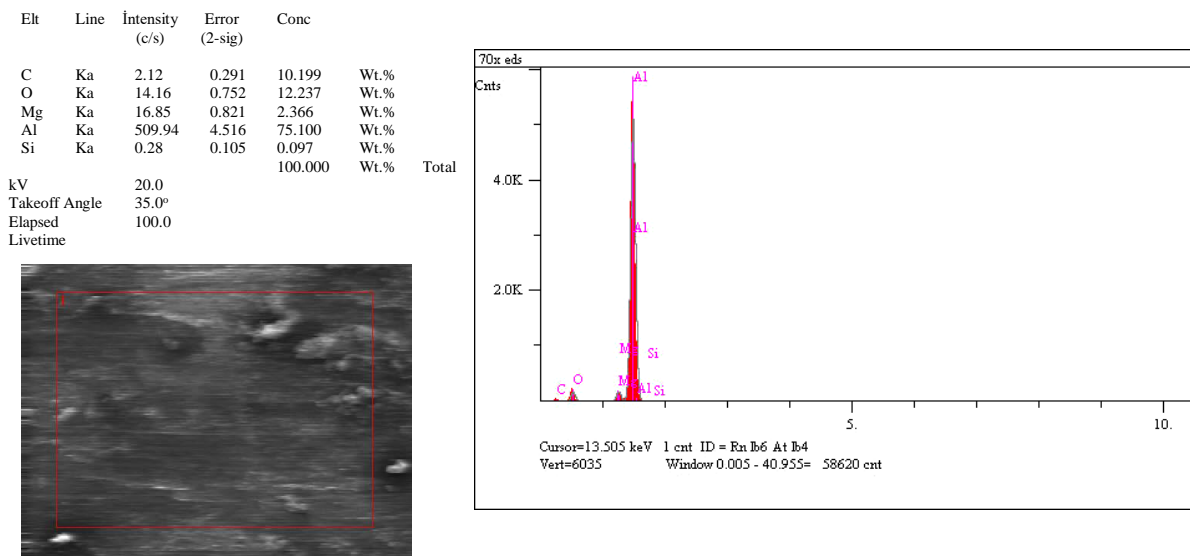 Elt Line İntensity Error Conc
(c/s) (2-sig)
C Ka 2.12 0.291 10.199 Wt.%
O Ka 14.16 0.752 12.237 Wt.%
Mg Ka 16.85 0.821 2.366 Wt.%
Al Ka 509.94 4.516 75.100 Wt.%
Si Ka 0.28 0.105 0.097 Wt.%
100.000 Wt.% Total
kV 20.0
Takeoff Angle 35.0°
Elapsed 100.0
Livetime
1
70x eds
Cnts
Al
4.0K
Al
2.0K
Si
C O Al Si
5. 10.
Cursor=13.505 keV 1 cnt ID = Rn lb6 At lb4
Vert=6035 Window 0.005 - 40.955= 58620 cnt